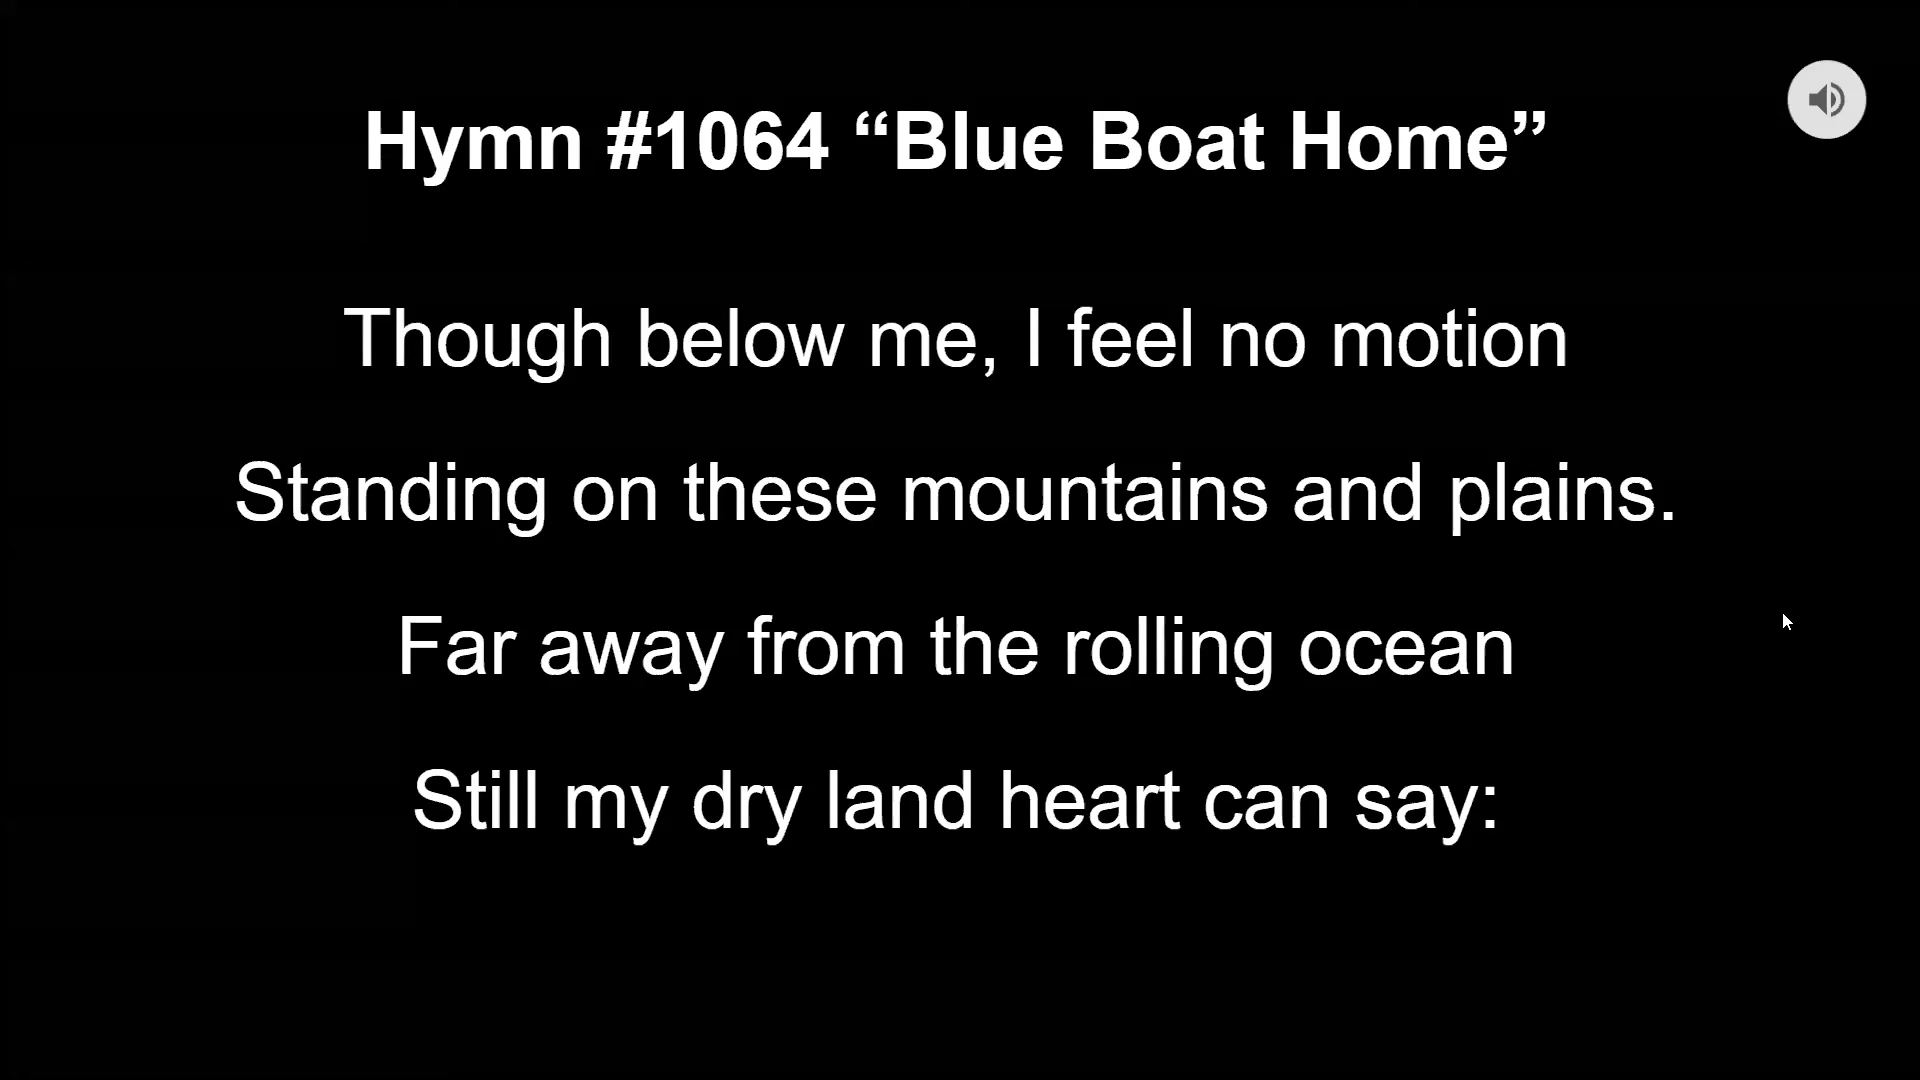 Hymn #1064 “Blue Boat Home”
Though below me, I feel no motion
Standing on these mountains and plains.
Far away from the rolling ocean
Still my dry land heart can say: